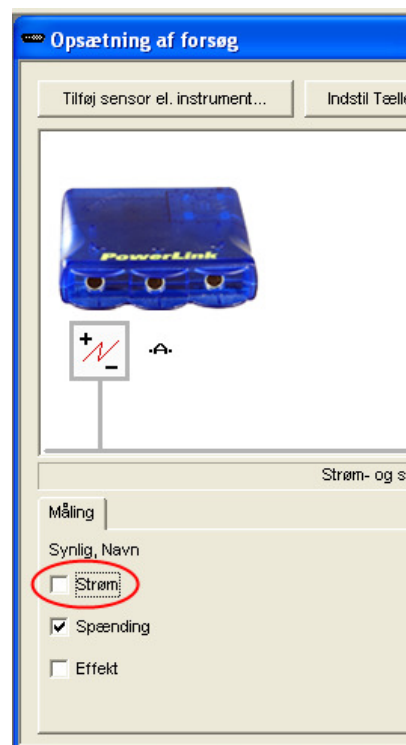 Opsætning af forsøg
Tilføj sensor el. instrument...
Indstil Tælle
PowerLink
+
-
·A·
Strøm- og s
Måling
Synlig, Navn
Strøm
Spænding
Effekt